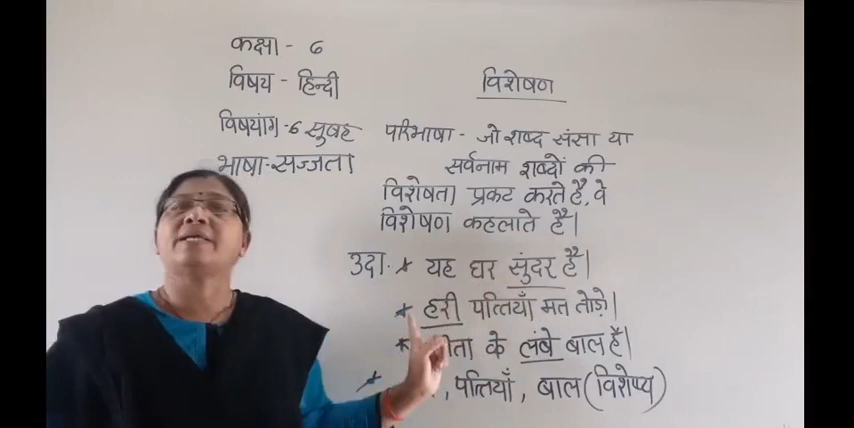 कक्षा - 6
विषय - हिन्दी
विषयांग - 6 सुबह
भाषा-सज्जता
विशेषण
परिभाषा - जो शब्द संज्ञा या
सर्वनाम शब्दों की
विशेषता प्रकट करते है, वे
विशेषण कहलाते है।
उदा. * यह घर सुंदर है।
* हरी पत्तियाँ मत तोड़ो।
* के लंबे बाल है।
* , पत्तियाँ, बाल (विशेष्य)